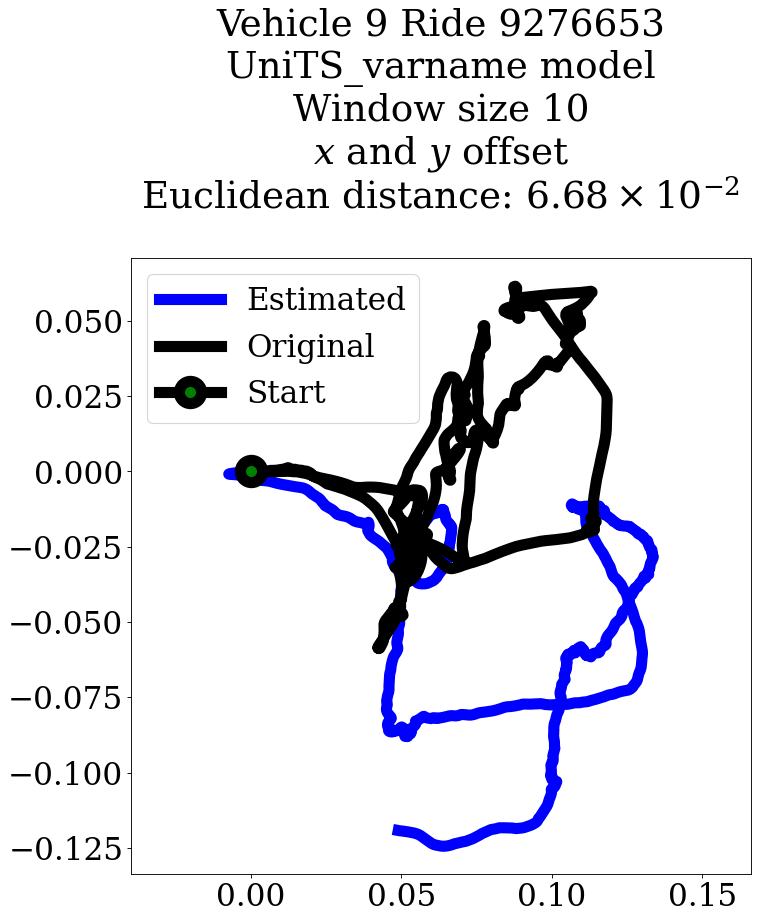 Vehicle 9 Ride 9276653
UniTS_varname model
Window size 10
x and y offset
Euclidean distance: 6.68 × 10⁻²
Estimated
Original
Start
0.050
0.025
0.000
−0.025
−0.050
−0.075
−0.100
−0.125
0.00 0.05 0.10 0.15